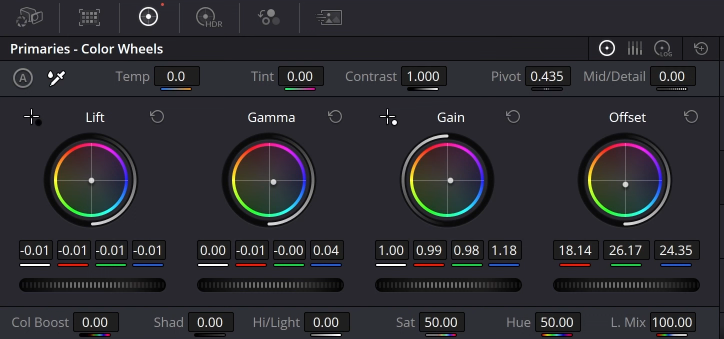 HDR
Primaries - Color Wheels
LOG
A Temp 0.0 Tint 0.00 Contrast 1.000 Pivot 0.435 Mid/Detail 0.00
Lift Gamma Gain Offset
-0.01 -0.01 -0.01 -0.01 0.00 -0.01 -0.00 0.04 1.00 0.99 0.98 1.18 18.14 26.17 24.35
Col Boost 0.00 Shad 0.00 Hi/Light 0.00 Sat 50.00 Hue 50.00 L. Mix 100.00